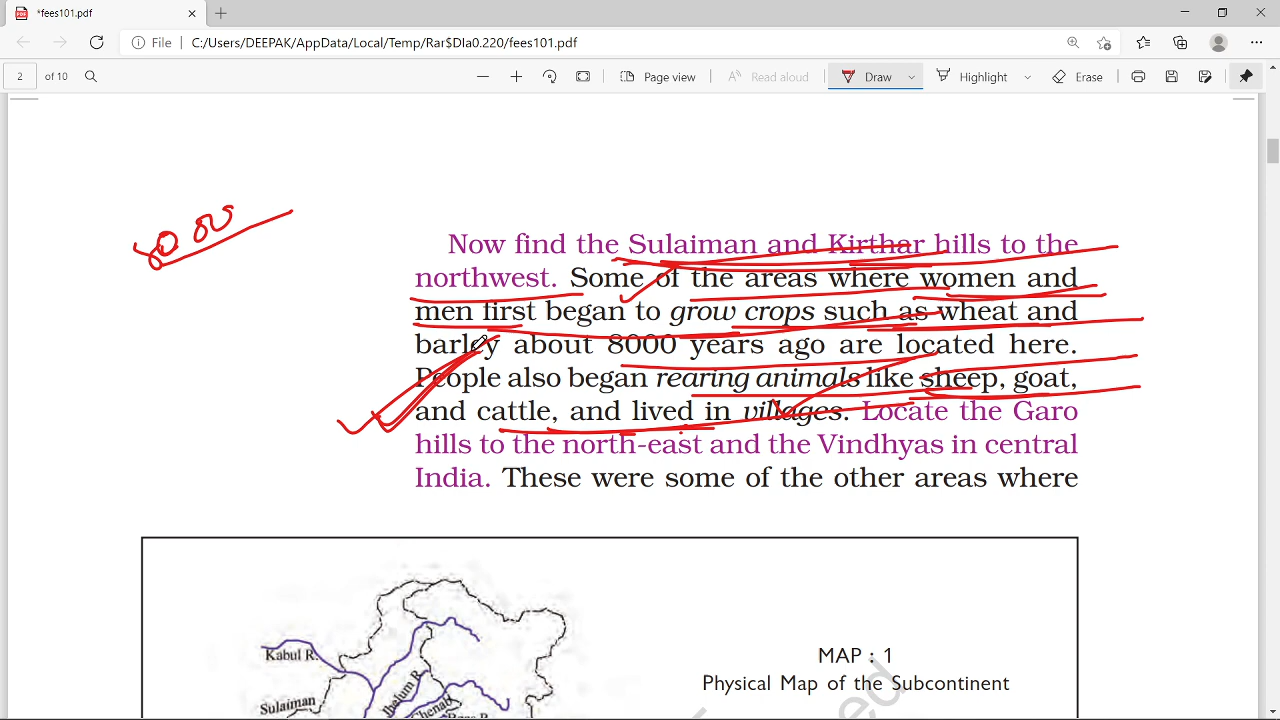 *fees101.pdf
File
C:/Users/DEEPAK/AppData/Local/Temp/Rar$DIa0.220/fees101.pdf
2 of 10
Page view
Read aloud
Draw
Highlight
Erase
Now find the Sulaiman and Kirthar hills to the
northwest. Some of the areas where women and
men first began to grow crops such as wheat and
barley about 8000 years ago are located here.
People also began rearing animals like sheep, goat,
and cattle, and lived in villages. Locate the Garo
hills to the north-east and the Vindhyas in central
India. These were some of the other areas where
Kabul R.
Sulaiman
Jhelum R.
Chenab
MAP : 1
Physical Map of the Subcontinent